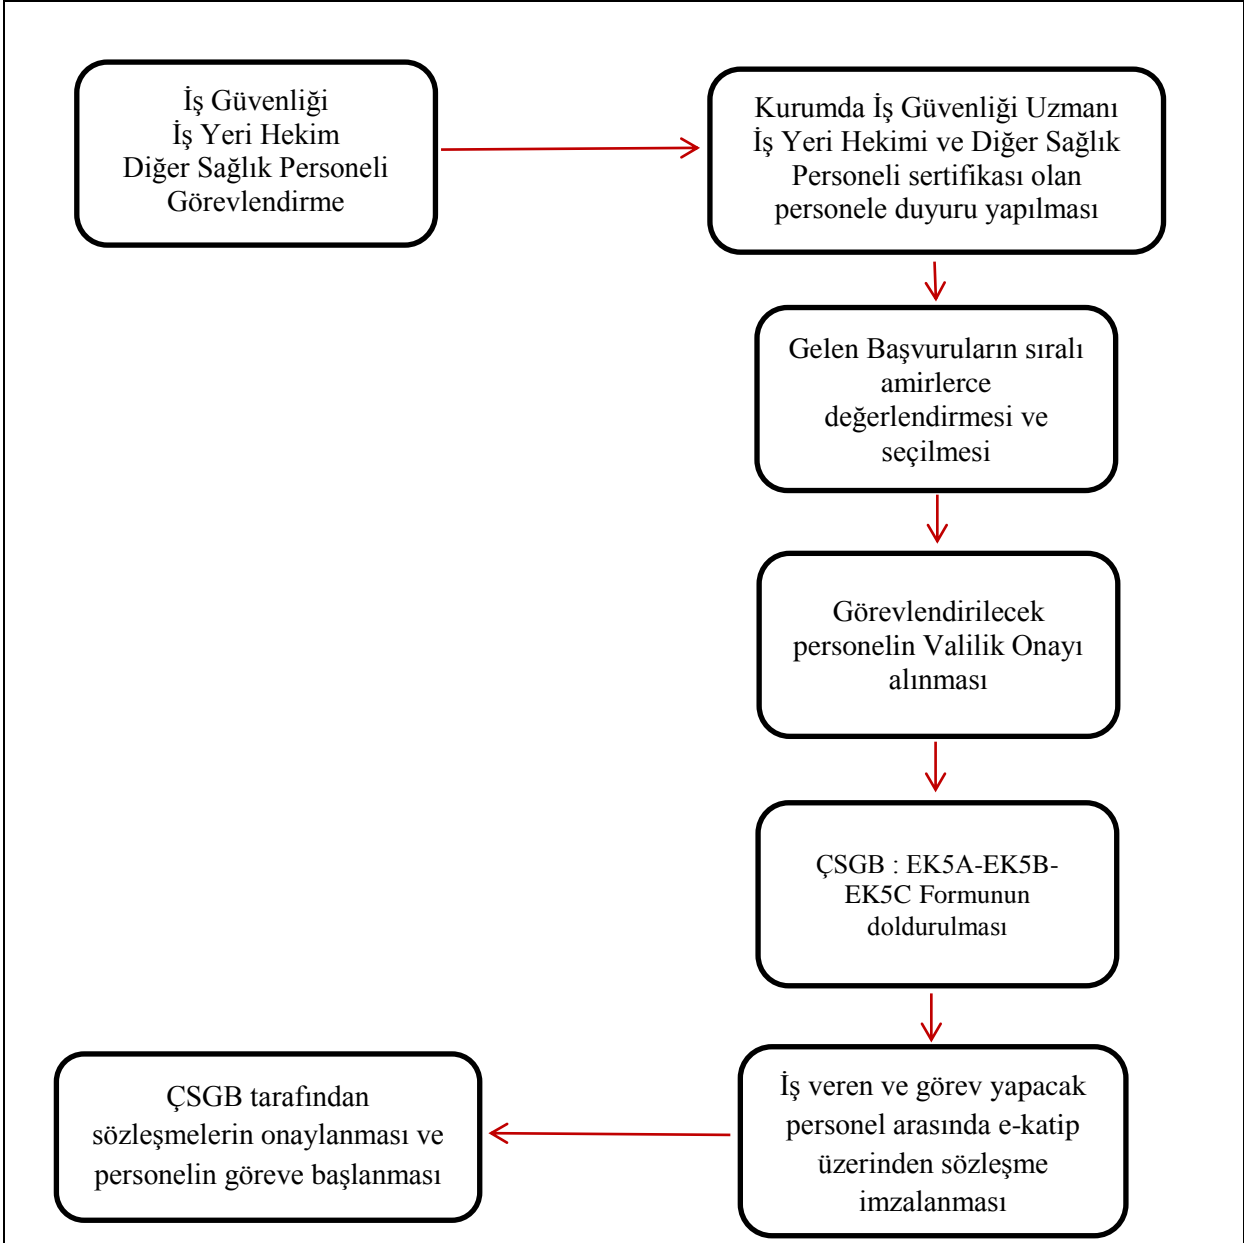 İş Güvenliği
İş Yeri Hekim
Diğer Sağlık Personeli
Görevlendirme
Kurumda İş Güvenliği Uzmanı
İş Yeri Hekimi ve Diğer Sağlık
Personeli sertifikası olan
personele duyuru yapılması
Gelen Başvuruların sıralı
amirlerce
değerlendirmesi ve
seçilmesi
Görevlendirilecek
personelin Valilik Onayı
alınması
ÇSGB : EK5A-EK5B-
EK5C Formunun
doldurulması
İş veren ve görev yapacak
personel arasında e-katip
üzerinden sözleşme
imzalanması
ÇSGB tarafından
sözleşmelerin onaylanması ve
personelin göreve başlanması